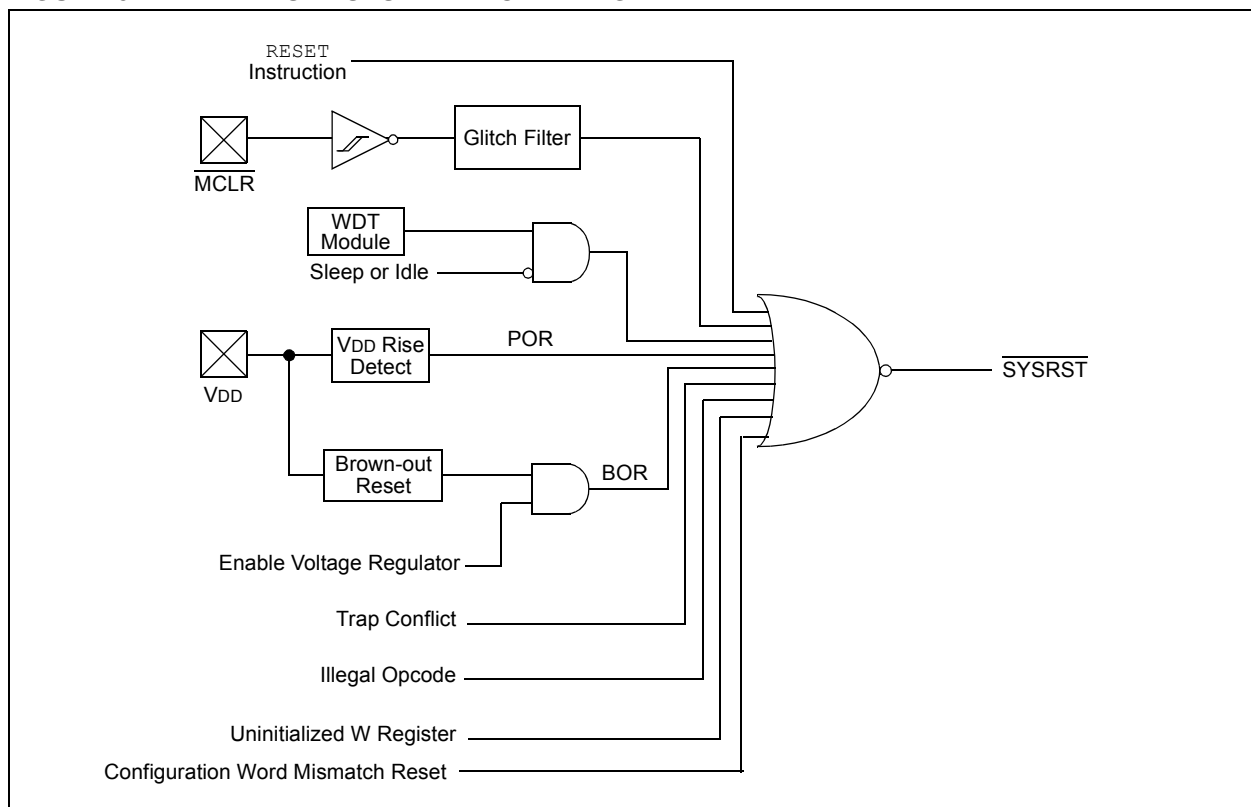 RESET
Instruction
Glitch Filter
MCLR
WDT
Module
Sleep or Idle
VDD Rise
Detect
POR
VDD
SYSRST
Brown-out
Reset
BOR
Enable Voltage Regulator
Trap Conflict
Illegal Opcode
Uninitialized W Register
Configuration Word Mismatch Reset